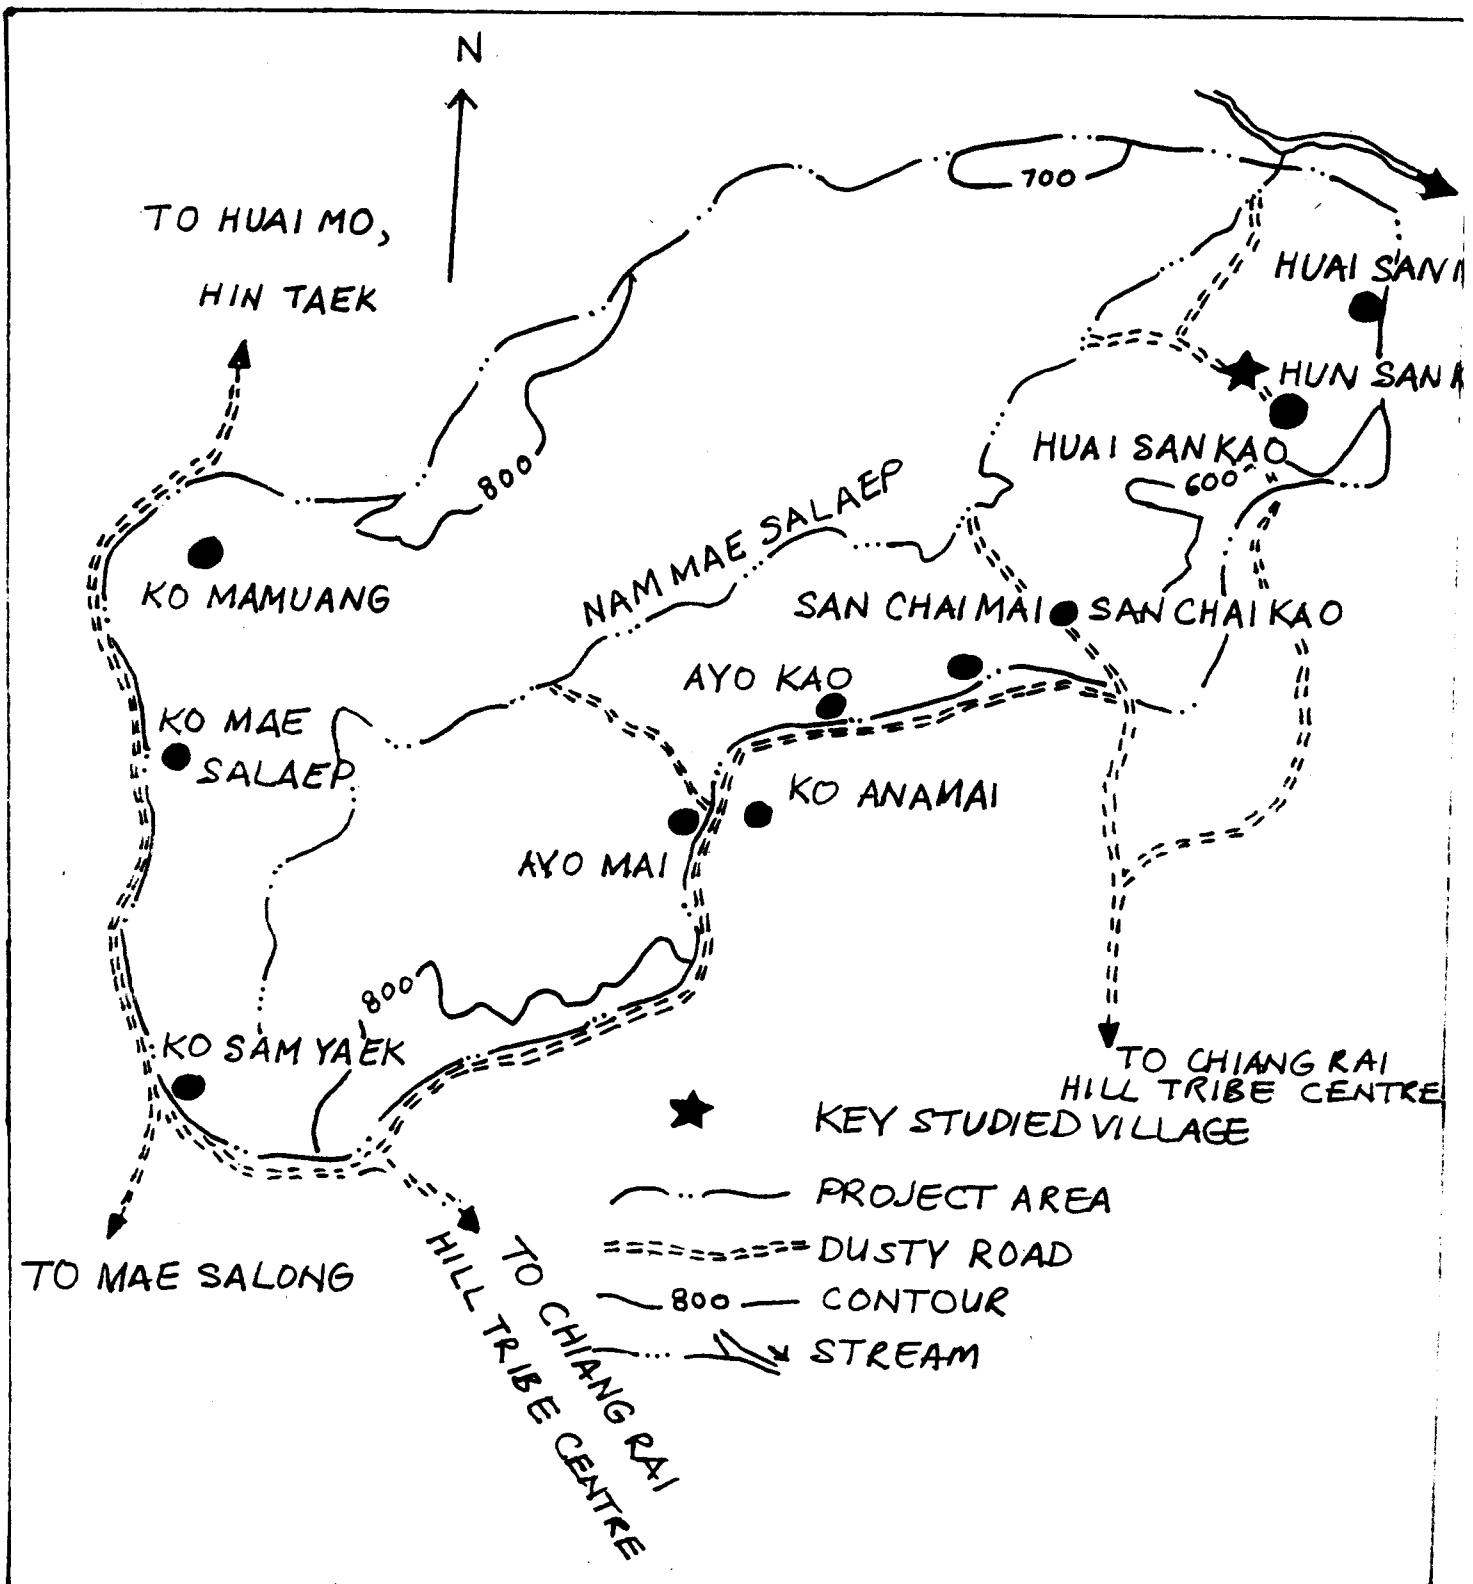 N
TO HUAI MO,
HIN TAEK
700
HUAI SAN
HUN SAN
HUAI SAN KAO
600
800
NAM MAE SALAEP
KO MAMUANG
SAN CHAI MAI
SAN CHAI KAO
AYO KAO
KO MAE
SALAEP
KO ANAMAI
AYO MAI
800
KO SAM YAEK
TO CHIANG RAI
HILL TRIBE CENTRE
KEY STUDIED VILLAGE
PROJECT AREA
DUSTY ROAD
800 CONTOUR
STREAM
TO MAE SALONG
TO CHIANG RAI
HILL TRIBE CENTRE